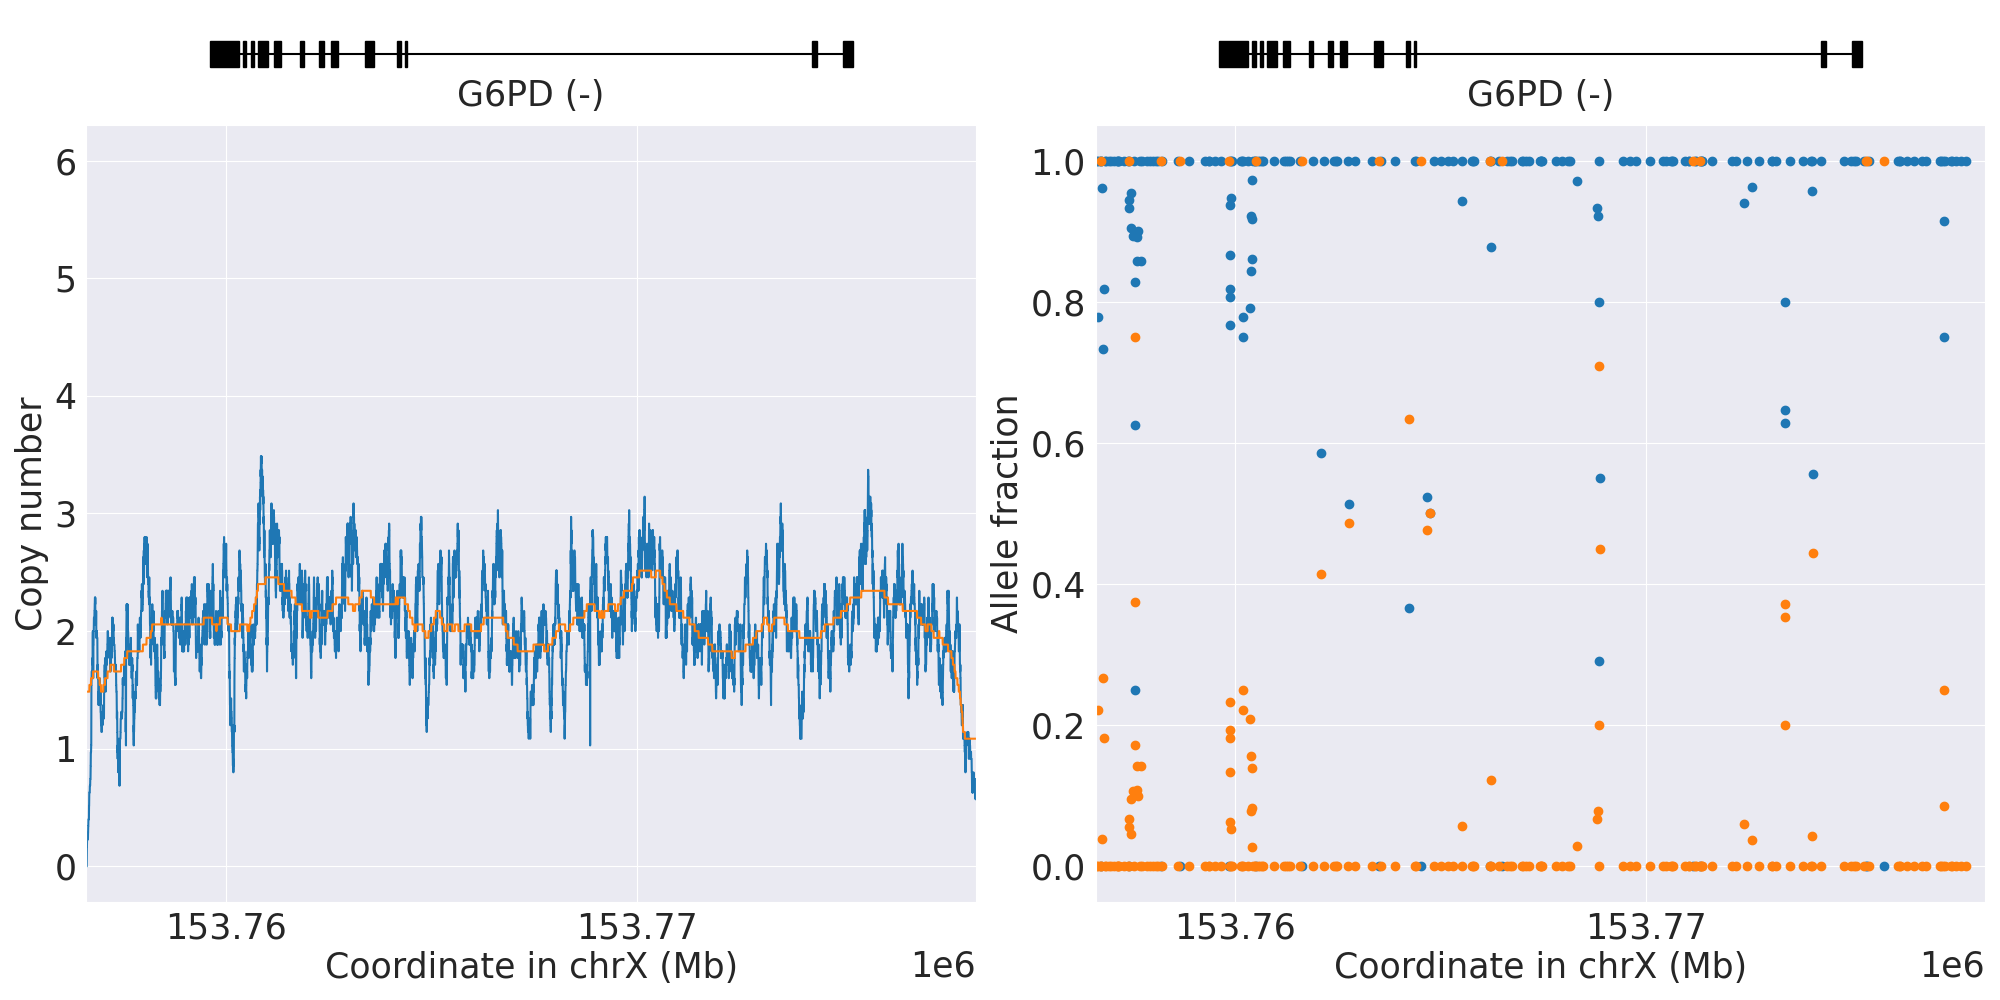 G6PD (-)
6
5
4
3
2
1
0
Copy number
153.76
153.77
Coordinate in chrX (Mb)
1e6
G6PD (-)
1.0
0.8
0.6
0.4
0.2
0.0
Allele fraction
153.76
153.77
Coordinate in chrX (Mb)
1e6